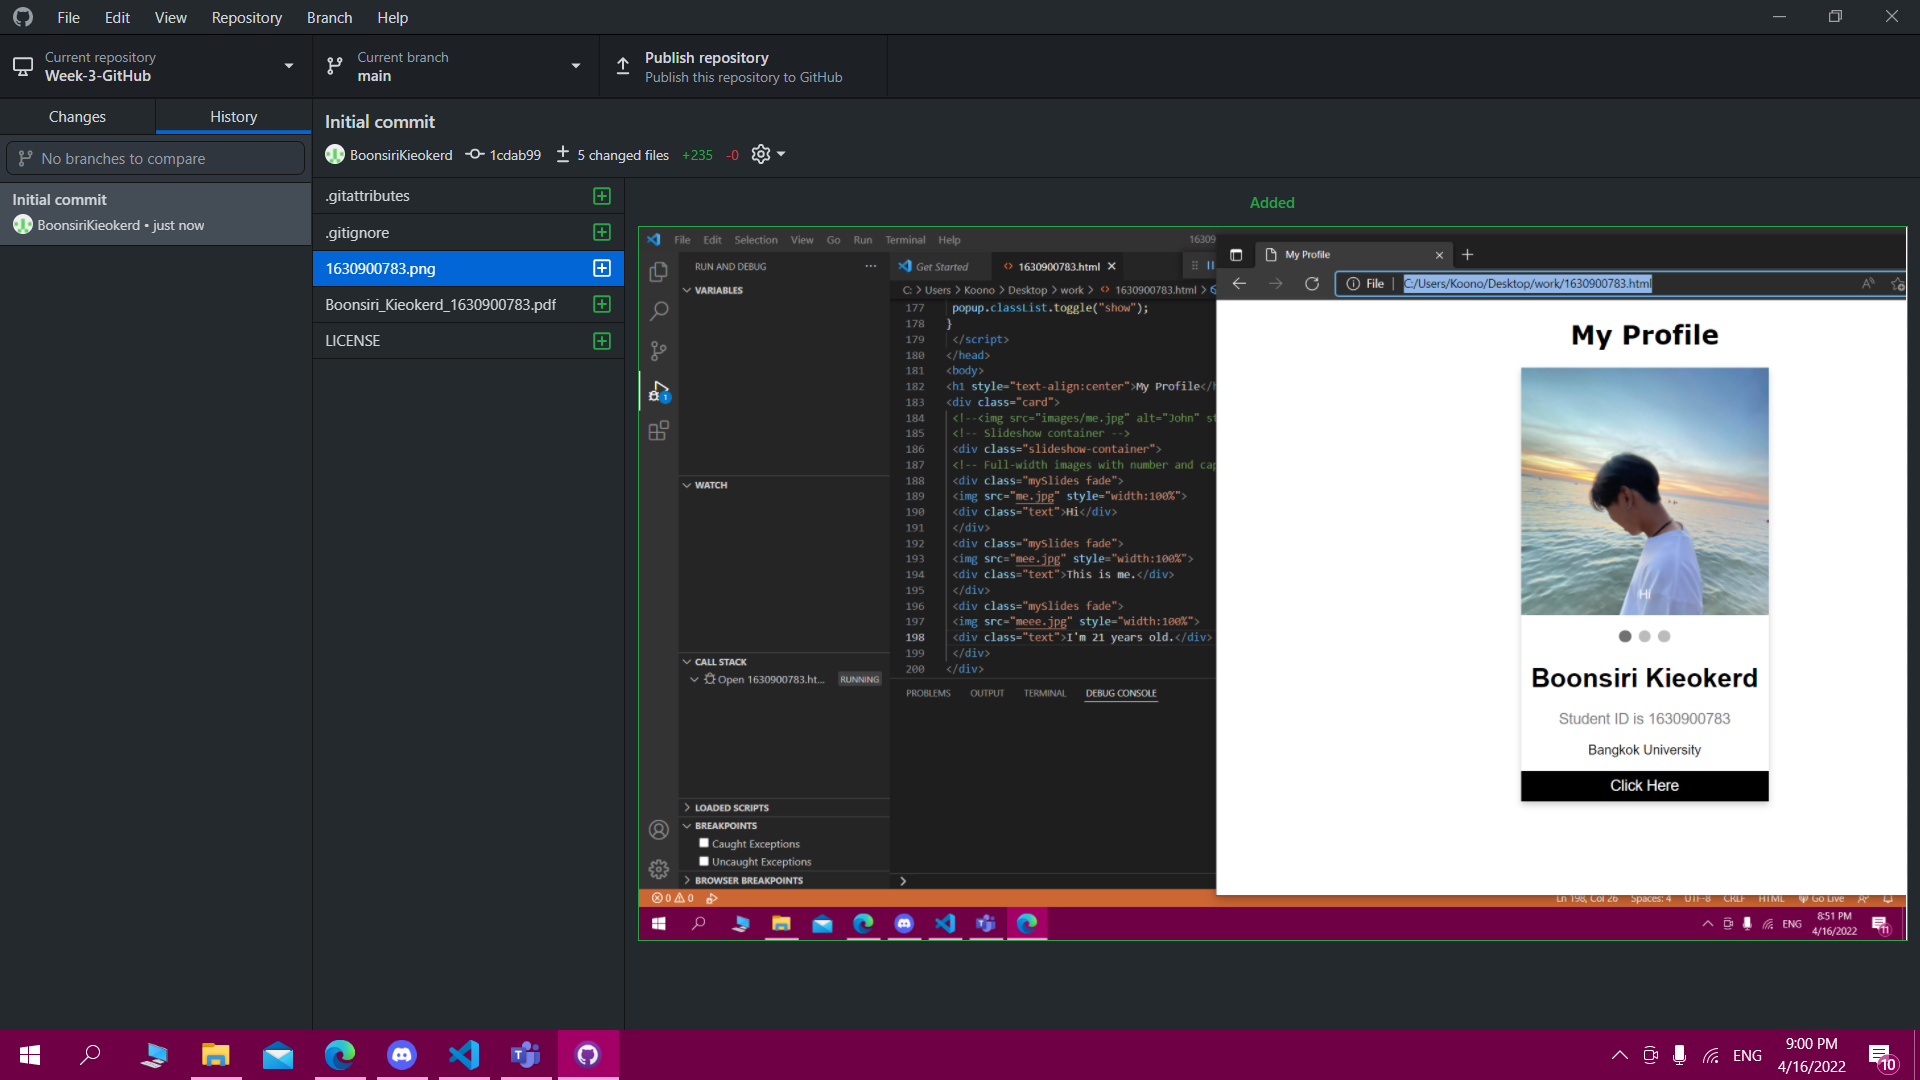 File Edit View Repository Branch Help
Current repository
Week-3-GitHub
Current branch
main
Publish repository
Publish this repository to GitHub
Changes
History
No branches to compare
Initial commit
BoonsiriKieokerd • just now
Initial commit
BoonsiriKieokerd 1cdab99 5 changed files +235 -0
.gitattributes
.gitignore
1630900783.png
Boonsiri_Kieokerd_1630900783.pdf
LICENSE
Added
File Edit Selection View Go Run Terminal Help
16309
RUN AND DEBUG
VARIABLES
WATCH
CALL STACK
Open 1630900783.ht... RUNNING
LOADED SCRIPTS
BREAKPOINTS
Caught Exceptions
Uncaught Exceptions
BROWSER BREAKPOINTS
Get Started
1630900783.html
C: > Users > Koono > Desktop > work > 1630900783.html >
177 popup.classList.toggle("show");
178 }
179 </script>
180 </head>
181 <body>
182 <h1 style="text-align:center">My Profile</h
183 <div class="card">
184 <!--<img src="images/me.jpg" alt="John" st
185 <!-- Slideshow container -->
186 <div class="slideshow-container">
187 <!-- Full-width images with number and cap
188 <div class="mySlides fade">
189 <img src="me.jpg" style="width:100%">
190 <div class="text">Hi</div>
191 </div>
192 <div class="mySlides fade">
193 <img src="mee.jpg" style="width:100%">
194 <div class="text">This is me.</div>
195 </div>
196 <div class="mySlides fade">
197 <img src="meee.jpg" style="width:100%">
198 <div class="text">I'm 21 years old.</div>
199 </div>
200 </div>
PROBLEMS OUTPUT TERMINAL DEBUG CONSOLE
My Profile
File C:/Users/Koono/Desktop/work/1630900783.html
My Profile
Hi
Boonsiri Kieokerd
Student ID is 1630900783
Bangkok University
Click Here
0 0
Ln 198, Col 26 Spaces: 4 UTF-8 CRLF HTML Go Live
ENG
8:51 PM
4/16/2022
11
ENG
9:00 PM
4/16/2022
10